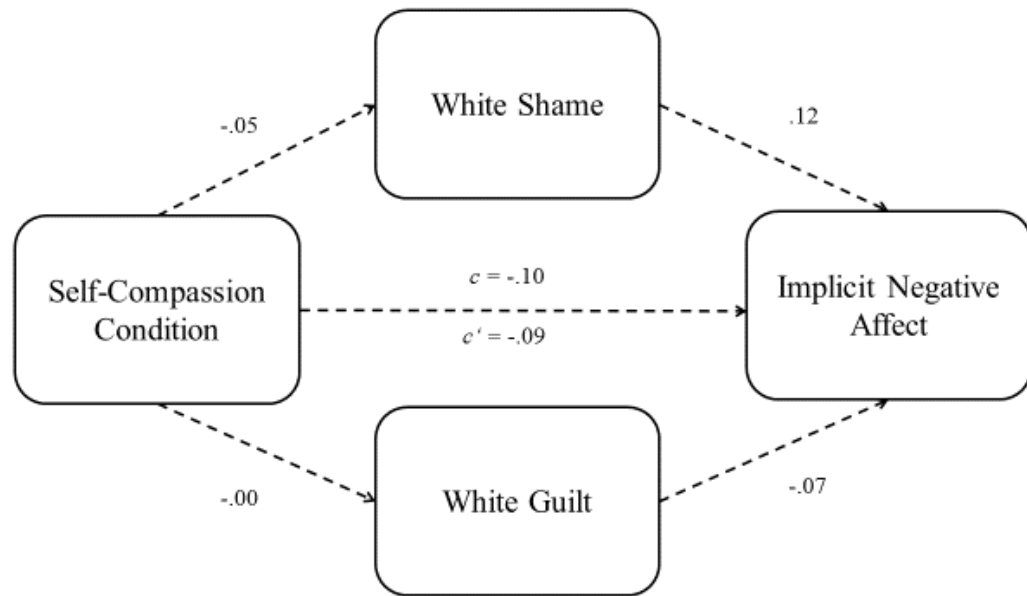 White Shame
-.05
.12
Self-Compassion
Condition
c = -.10
c‘ = -.09
Implicit Negative
Affect
-.00
White Guilt
-.07